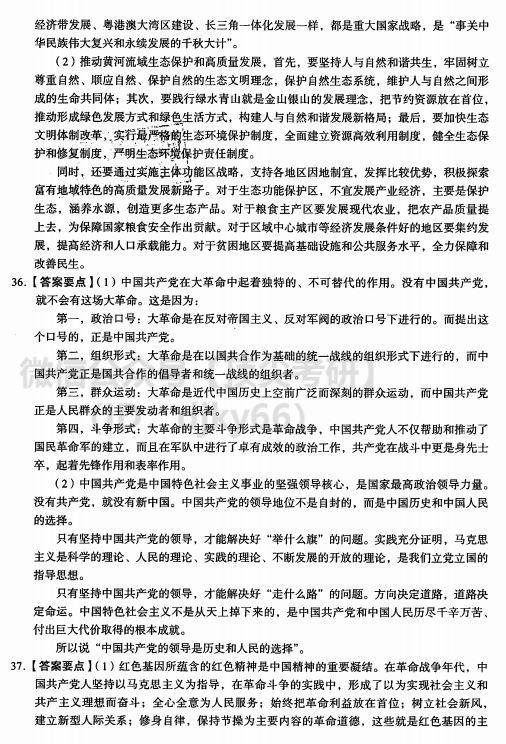 经济带发展、粤港澳大湾区建设、长三角一体化发展一样，都是重大国家战略，是“事关中
华民族伟大复兴和永续发展的千秋大计”。
（2）推动黄河流域生态保护和高质量发展，首先，要坚持人与自然和谐共生，牢固树立
尊重自然、顺应自然、保护自然的生态文明理念，保护自然生态系统，维护人与自然之间形
成的生命共同体；其次，要践行绿水青山就是金山银山的发展理念，把节约资源放在首位，
推动形成绿色发展方式和绿色生活方式，构建人与自然和谐发展新格局；最后，要加快生态
文明体制改革，实行最严格的生态环境保护制度，全面建立资源高效利用制度，健全生态保
护和修复制度，严明生态环境保护责任制度。
同时，还要通过实施主体功能区战略，支持各地区因地制宜，发挥比较优势，积极探索
富有地域特色的高质量发展新路子。对于生态功能保护区，不宜发展产业经济，主要是保护
生态，涵养水源，创造更多生态产品。对于粮食主产区要发展现代农业，把农产品质量提
上去，为保障国家粮食安全作出贡献。对于区域中心城市等经济发展条件好的地区要集约发
展，提高经济和人口承载能力。对于贫困地区要提高基础设施和公共服务水平，全力保障和
改善民生。
36.【答案要点】（1）中国共产党在大革命中起着独特的、不可替代的作用。没有中国共产党，
就不会有这场大革命。这是因为：
第一，政治口号：大革命是在反对帝国主义、反对军阀的政治口号下进行的。而提出这
个口号的，正是中国共产党。
第二，组织形式：大革命是在以国共合作为基础的统一战线的组织形式下进行的，而中
国共产党正是国共合作的倡导者和统一战线的组织者。
第三，群众运动：大革命是近代中国历史上空前广泛而深刻的群众运动，而中国共产党
正是人民群众的主要发动者和组织者。
第四，斗争形式：大革命的主要斗争形式是革命战争，中国共产党人不仅帮助和推动了
国民革命军的建立，而且在军队中进行了卓有成效的政治工作，共产党在战斗中更是身先士
卒，起着先锋作用和表率作用。
（2）中国共产党是中国特色社会主义事业的坚强领导核心，是国家最高政治领导力量。
没有共产党，就没有新中国。中国共产党的领导地位不是自封的，而是中国历史和中国人民
的选择。
只有坚持中国共产党的领导，才能解决好“举什么旗”的问题。实践充分证明，马克思
主义是科学的理论、人民的理论、实践的理论、不断发展的开放的理论，是我们立党立国的
指导思想。
只有坚持中国共产党的领导，才能解决好“走什么路”的问题。方向决定道路，道路决
定命运。中国特色社会主义不是从天上掉下来的，是中国共产党和中国人民历尽千辛万苦、
付出巨大代价取得的根本成就。
所以说“中国共产党的领导是历史和人民的选择”。
37.【答案要点】（1）红色基因所蕴含的红色精神是中国精神的重要凝结。在革命战争年代，中
国共产党人坚持以马克思主义为指导，在革命斗争的实践中，形成了以为实现社会主义和
共产主义理想而奋斗；全心全意为人民服务；始终把革命利益放在首位；树立社会新风，
建立新型人际关系；修身自律，保持节操为主要内容的革命道德，这些就是红色基因的主